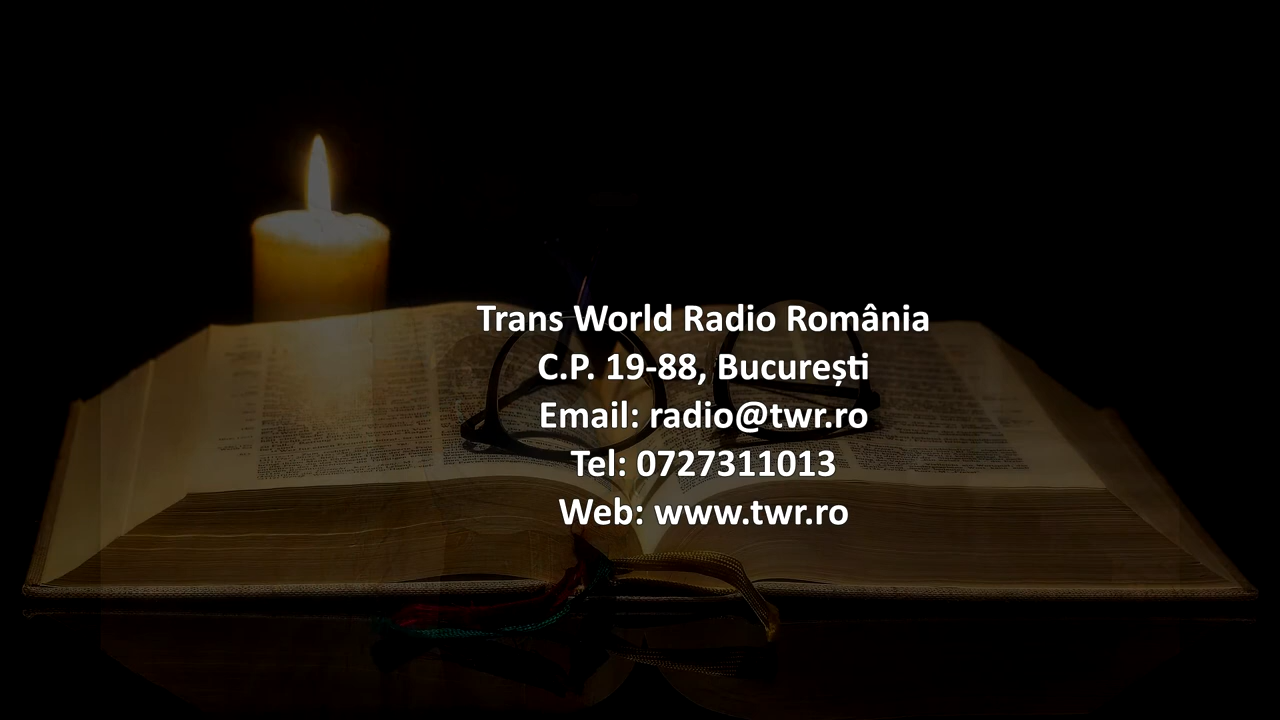 Trans World Radio România
C.P. 19-88, București
Email: radio@twr.ro
Tel: 0727311013
Web: www.twr.ro